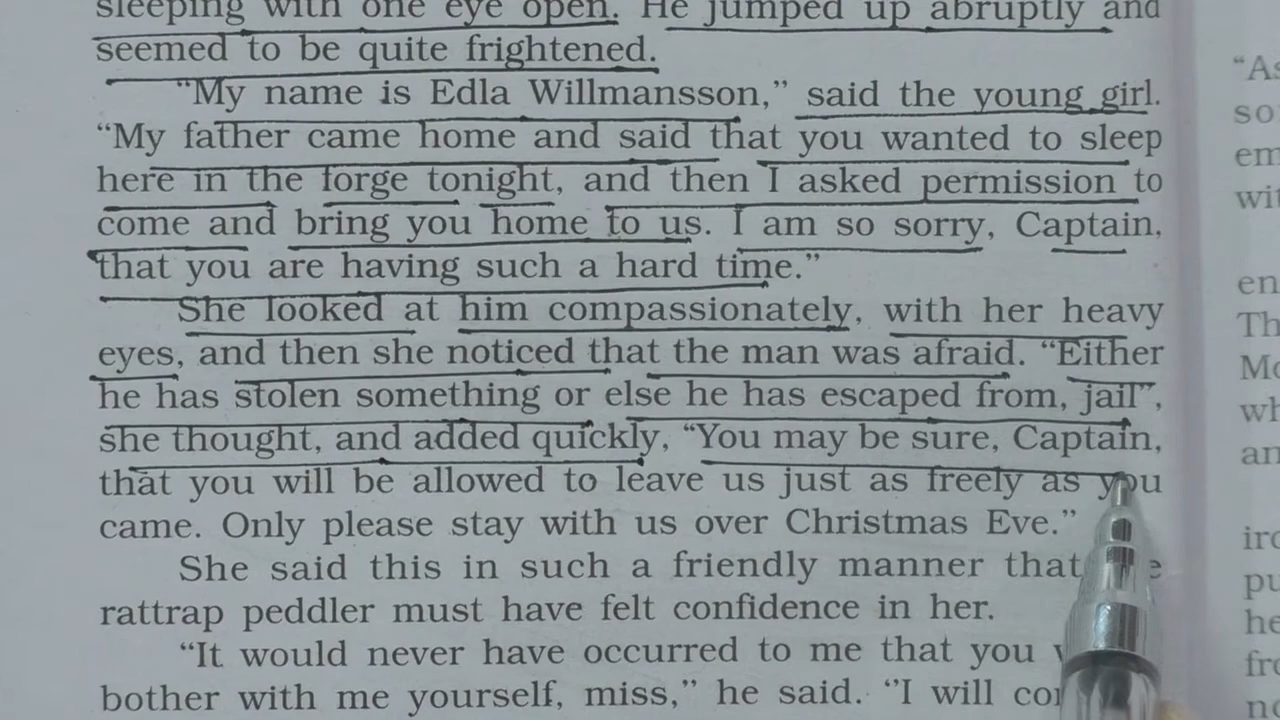 sleeping with one eye open. He jumped up abruptly and
seemed to be quite frightened.
“My name is Edla Willmansson,” said the young girl.
“My father came home and said that you wanted to sleep
here in the forge tonight, and then I asked permission to
come and bring you home to us. I am so sorry, Captain,
that you are having such a hard time.”
She looked at him compassionately, with her heavy
eyes, and then she noticed that the man was afraid. “Either
he has stolen something or else he has escaped from, jail”,
she thought, and added quickly, “You may be sure, Captain,
that you will be allowed to leave us just as freely as you
came. Only please stay with us over Christmas Eve.”
She said this in such a friendly manner that
rattrap peddler must have felt confidence in her.
“It would never have occurred to me that you
bother with me yourself, miss,” he said. ‘’I will
“As
so
en
Th
an